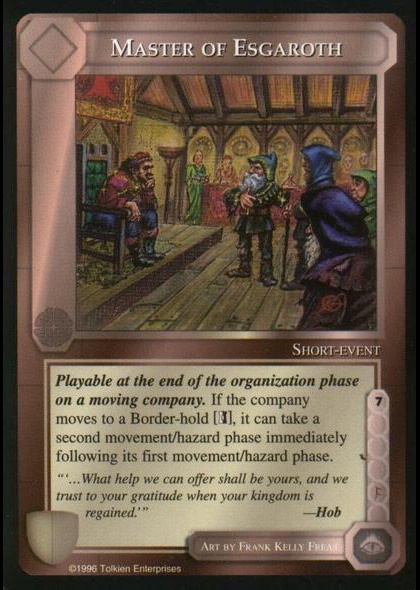 MASTER OF ESGAROTH
SHORT-EVENT
Playable at the end of the organization phase
on a moving company. If the company
moves to a Border-hold [], it can take a
second movement/hazard phase immediately
following its first movement/hazard phase.
7
“‘...What help we can offer shall be yours, and we
trust to your gratitude when your kingdom is
regained.’”
—Hob
F
ART BY FRANK KELLY FREAS
©1996 Tolkien Enterprises